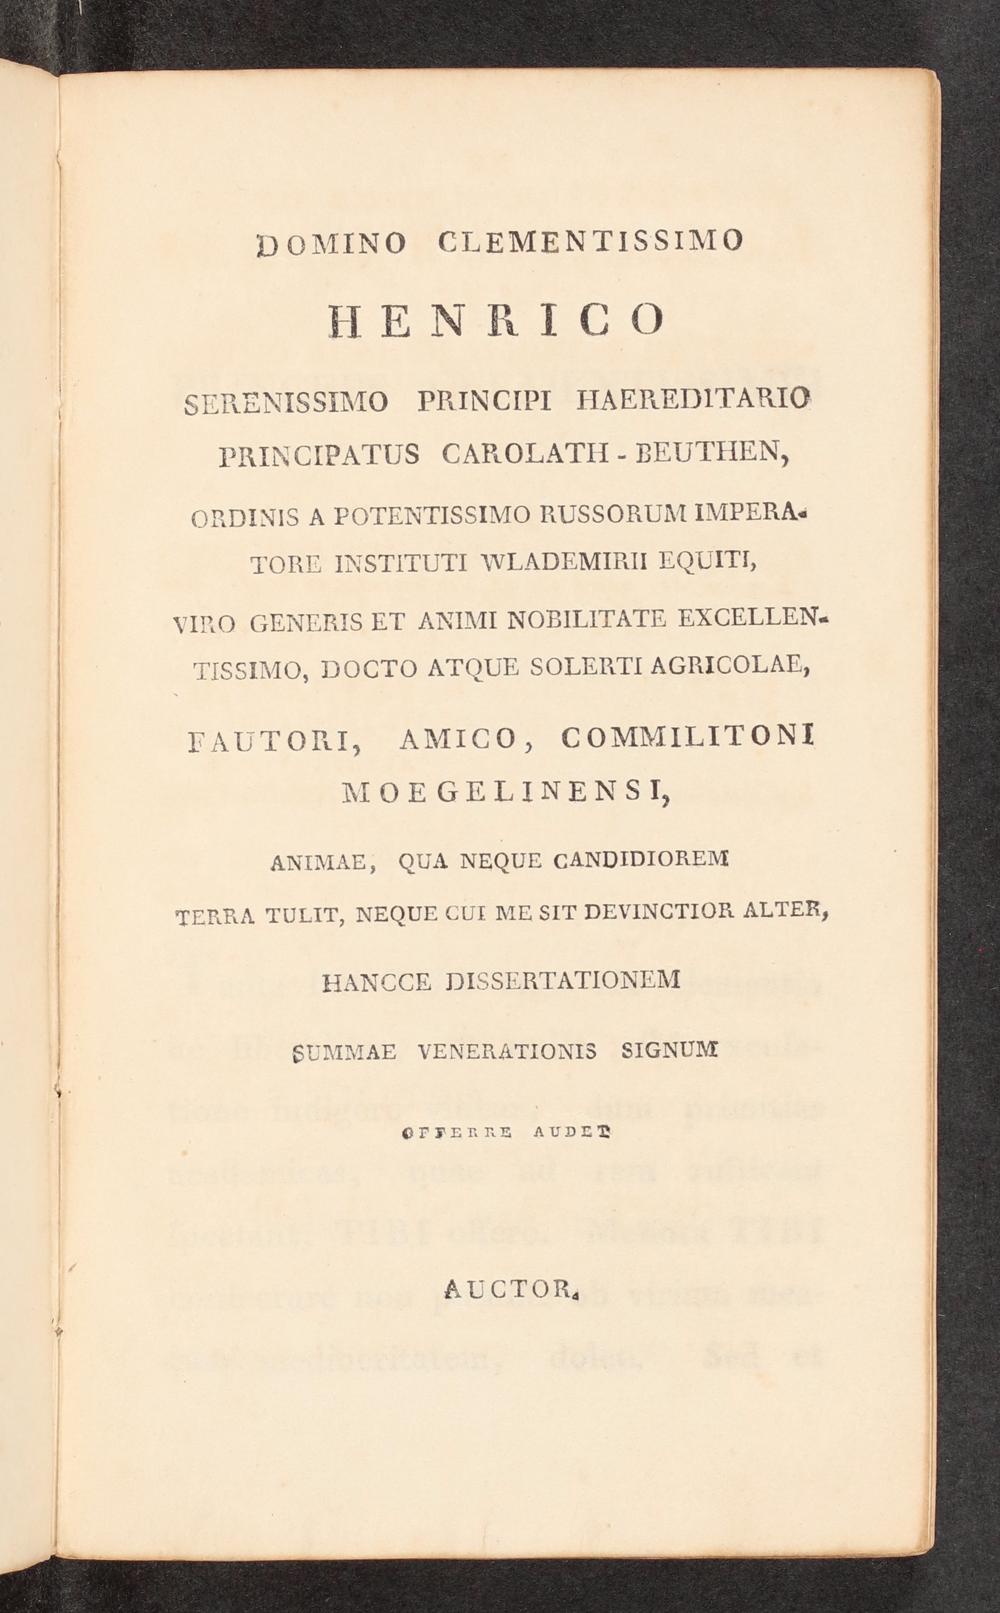 DOMINO CLEMENTISSIMO
HENRICO
SERENISSIMO PRINCIPI HAEREDITARIO
PRINCIPATUS CAROLATH-BEUTHEN,
ORDINIS A POTENTISSIMO RUSSORUM IMPERA-
TORE INSTITUTI WLADEMIRII EQUITI,
VIRO GENERIS ET ANIMI NOBILITATE EXCELLEN-
TISSIMO, DOCTO ATQUE SOLERTI AGRICOLAE,
FAUTORI, AMICO, COMMILITONI
MOEGELINENSI,
ANIMAE, QUA NEQUE CANDIDIOREM
TERRA TULIT, NEQUE CUI ME SIT DEVINCTIOR ALTER,
HANCCE DISSERTATIONEM
SUMMAE VENERATIONIS SIGNUM
OFFERRE AUDET
AUCTOR.